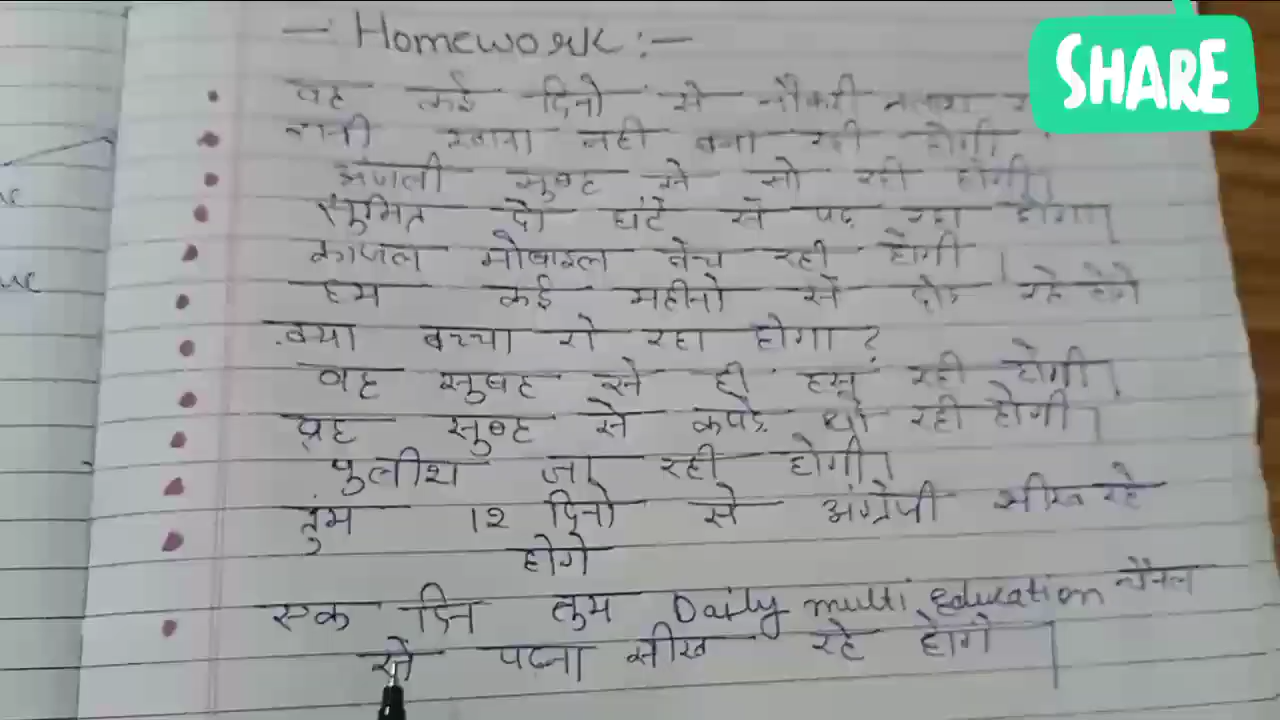 - Homework :-
SHARE
वह कई दिनो से नौकरी तलाश
रानी खाना नही बना रही होगी
अंजली सुबह से सो रही होगी।
सुमित दो घंटे से पढ़ रहा होगा।
काजल मोबाइल बेच रही होगी।
हम कई महीनो से दौड़ रहे होंगे
क्या बच्चा रो रहा होगा?
वह सुबह से ही हस रही होगी।
वह सुबह से कपड़े धो रही होगी।
पुलीश जा रही होगी।
तुम 12 दिनो से अंग्रेजी सीख रहे
होगे
एक दिन तुम Daily multi Education चैनल
से पढ़ना सीख रहे होगे।